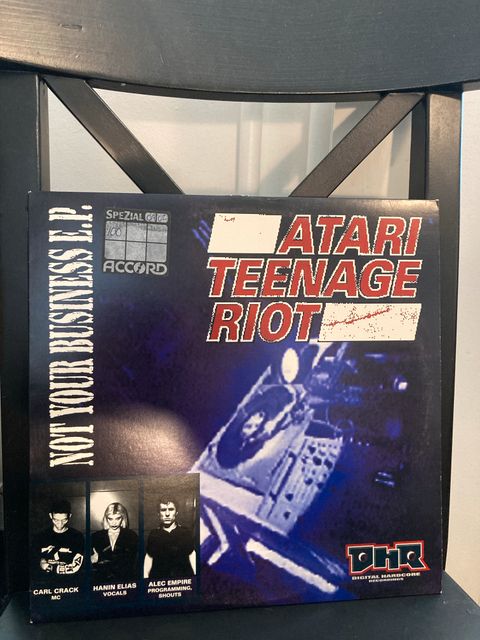 NOT YOUR BUSINESS E.P.
SPEZIAL
ACCORD
ATARI
TEENAGE
RIOT
CARL CRACK
MC
HANIN ELIAS
VOCALS
ALEC EMPIRE
PROGRAMMING,
SHOUTS
DHR
DIGITAL HARDCORE
RECORDINGS